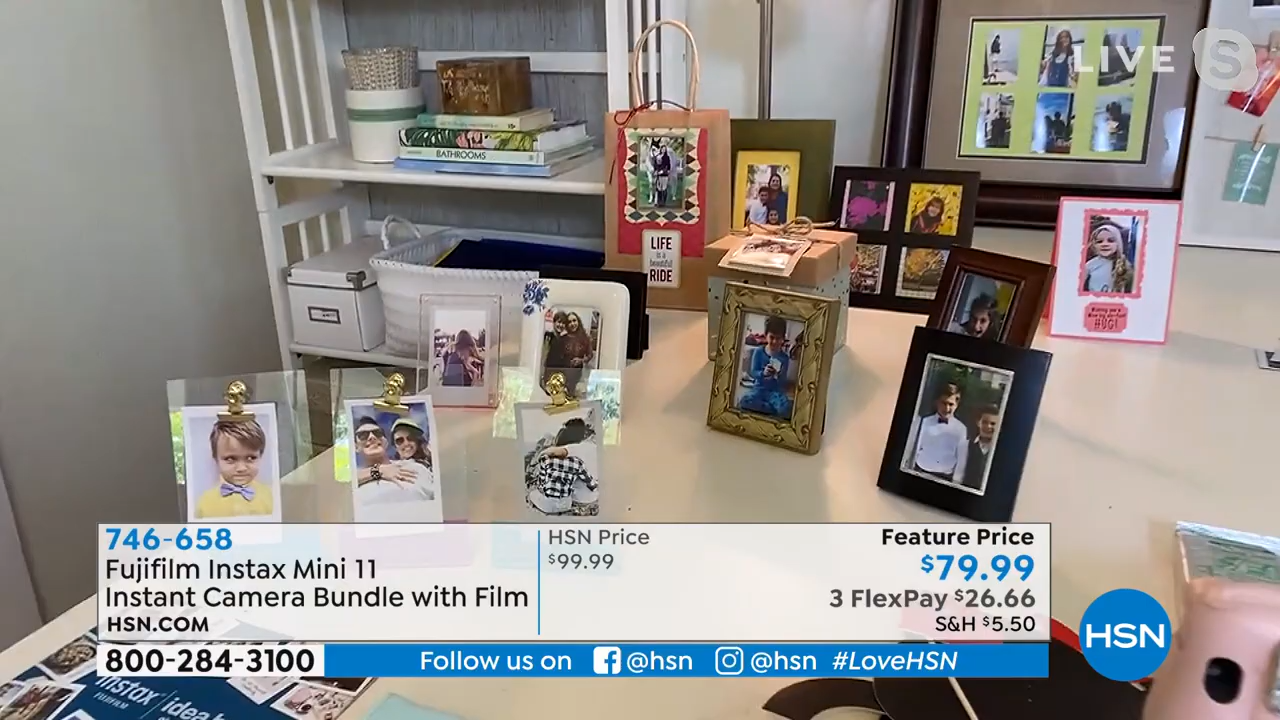 LIVE S
BATHROOMS
LIFE
is a
beautiful
RIDE
#UG!
746-658
Fujifilm Instax Mini 11
Instant Camera Bundle with Film
HSN.COM
HSN Price
$99.99
Feature Price
$79.99
3 FlexPay $26.66
S&H $5.50
HSN
800-284-3100
Follow us on @hsn @hsn #LoveHSN
instax
FUJIFILM
idea